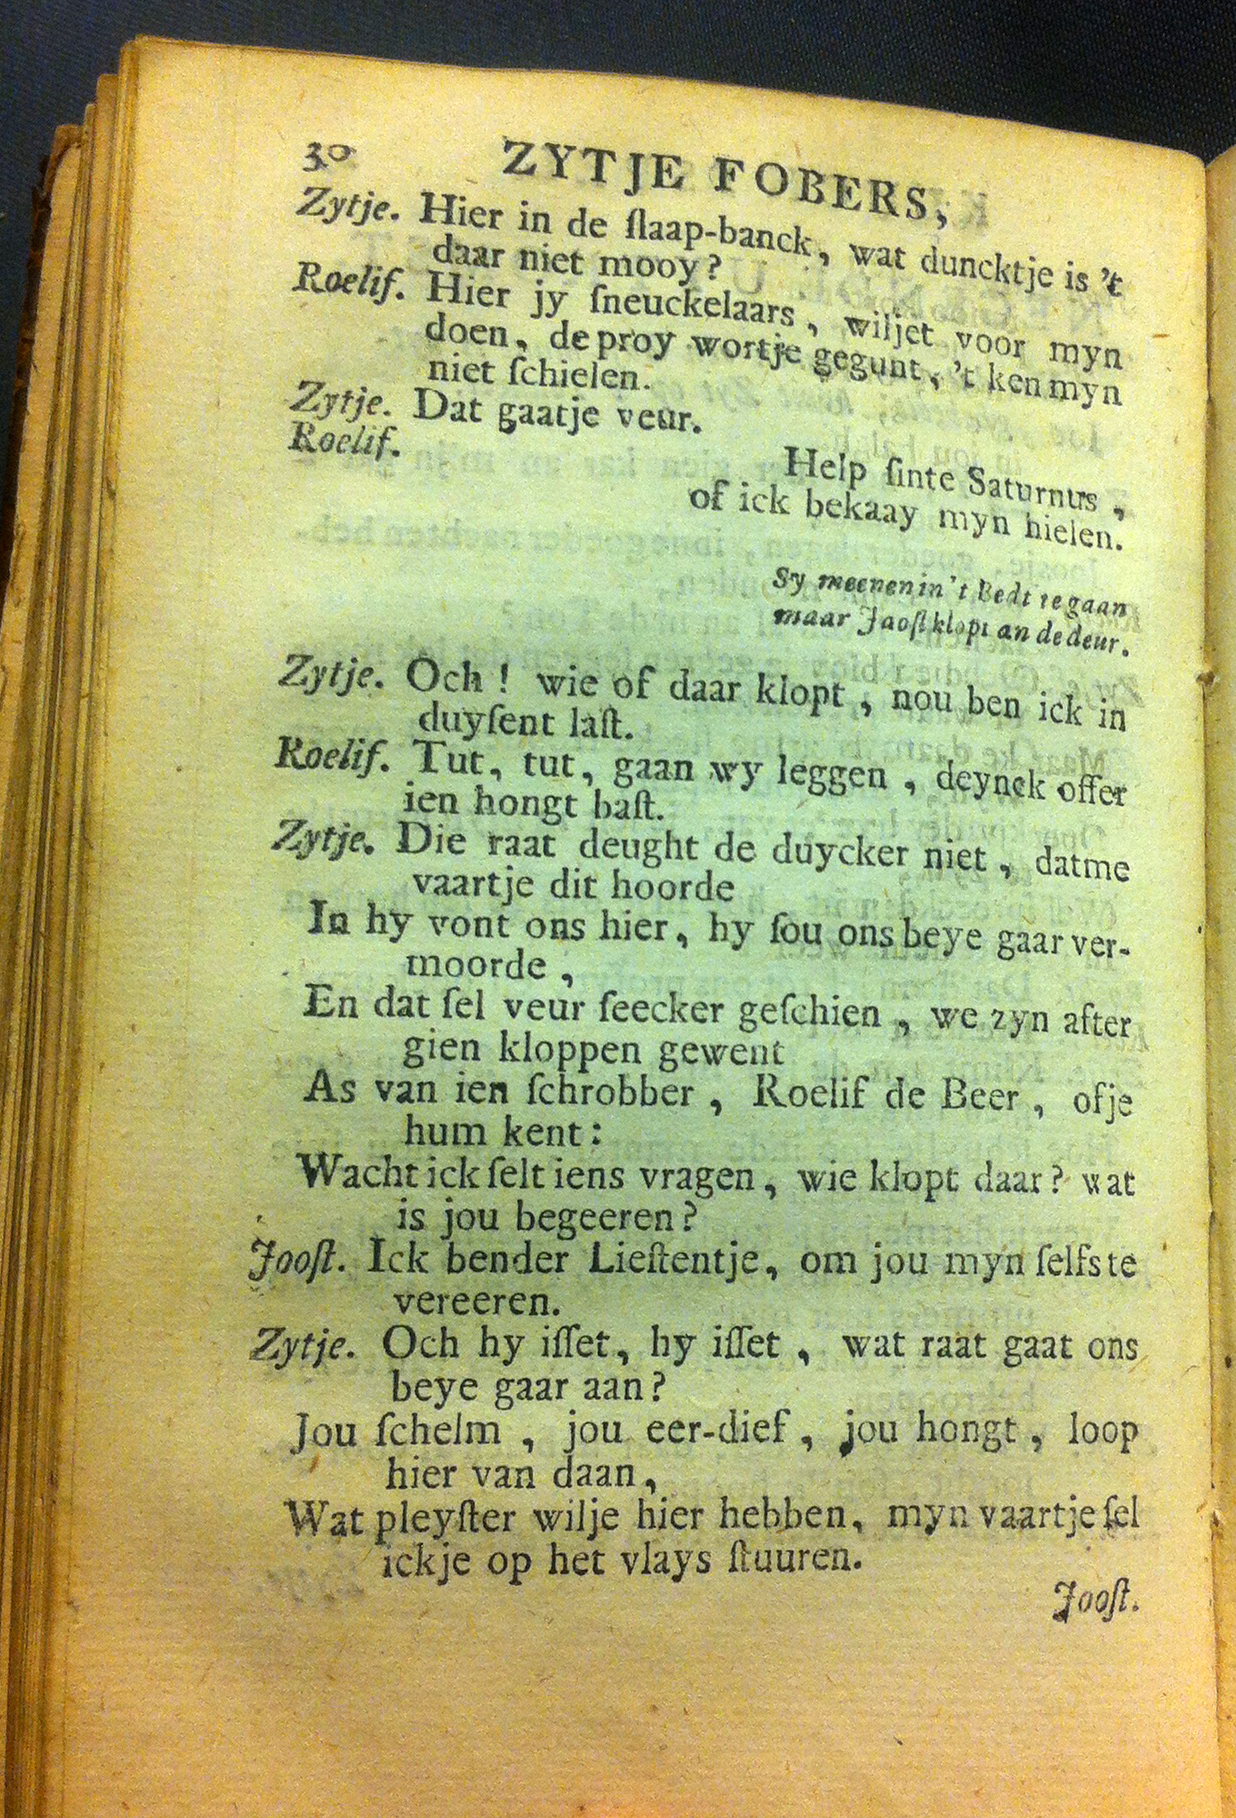 30 ZYTJE FOBERS,
Zytje. Hier in de ſlaap-banck, wat duncktje is 't
daar niet mooy?
Roelif. Hier jy ſneuckelaars, wiljet voor myn
doen, de proy wortje gegunt, 't ken myn
niet ſchielen.
Zytje. Dat gaatje veur.
Roelif. Help ſinte Saturnus,
of ick bekaay myn hielen.
Sy meenen in 't Bedt te gaan
maar Jaoſt klopt an de deur.
Zytje. Och! wie of daar klopt, nou ben ick in
duyſent laſt.
Roelif. Tut, tut, gaan wy leggen, deynck offer
ien hongt baſt.
Zytje. Die raat deught de duycker niet, datme
vaartje dit hoorde
In hy vont ons hier, hy ſou ons beye gaar ver-
moorde,
En dat ſel veur ſeecker geſchien, we zyn after
gien kloppen gewent
As van ien ſchrobber, Roelif de Beer, ofje
hum kent:
Wacht ick ſelt iens vragen, wie klopt daar? wat
is jou begeeren?
Jooſt. Ick bender Lieſtentje, om jou myn ſelfs te
vereeren.
Zytje. Och hy iſſet, hy iſſet, wat raat gaat ons
beye gaar aan?
Jou ſchelm, jou eer-dief, jou hongt, loop
hier van daan,
Wat pleyſter wilje hier hebben, myn vaartje ſel
ickje op het vlays ſtuuren.
Jooſt.